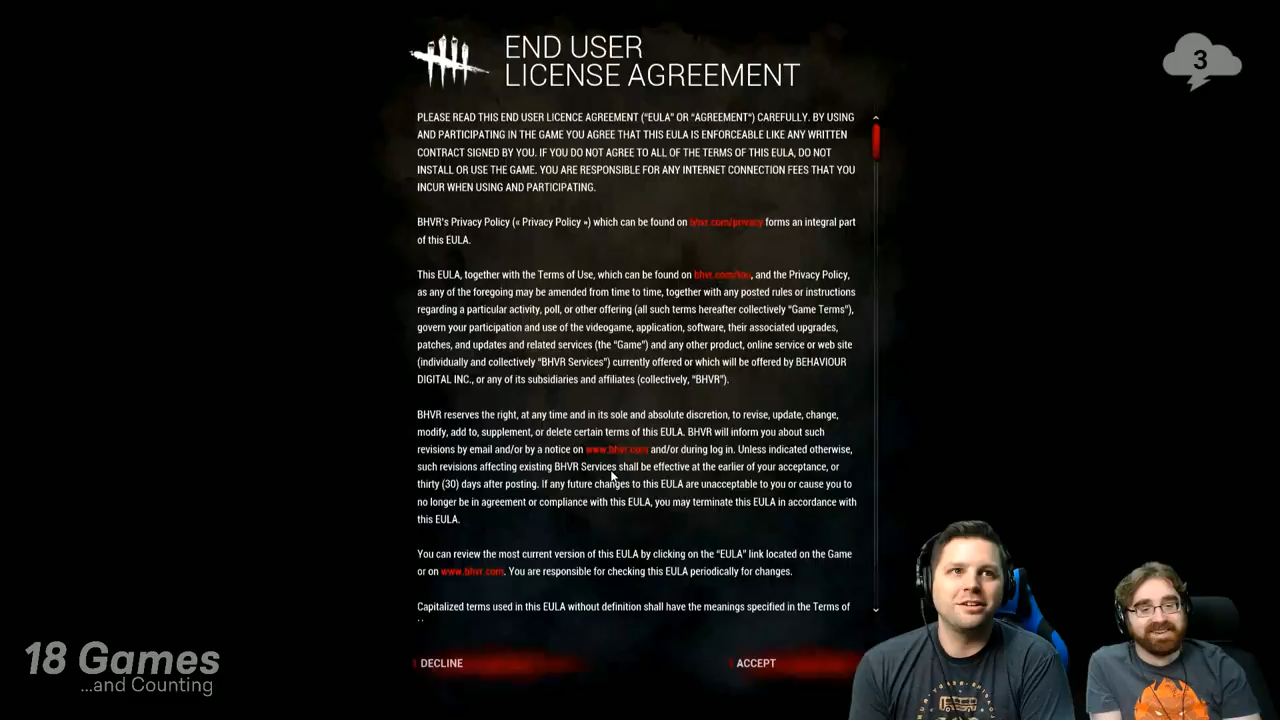 END USER
LICENSE AGREEMENT
3
PLEASE READ THIS END USER LICENCE AGREEMENT ("EULA" OR "AGREEMENT") CAREFULLY. BY USING
AND PARTICIPATING IN THE GAME YOU AGREE THAT THIS EULA IS ENFORCEABLE LIKE ANY WRITTEN
CONTRACT SIGNED BY YOU. IF YOU DO NOT AGREE TO ALL OF THE TERMS OF THIS EULA, DO NOT
INSTALL OR USE THE GAME. YOU ARE RESPONSIBLE FOR ANY INTERNET CONNECTION FEES THAT YOU
INCUR WHEN USING AND PARTICIPATING.
BHVR's Privacy Policy (« Privacy Policy ») which can be found on bhvr.com/privacy forms an integral part
of this EULA.
This EULA, together with the Terms of Use, which can be found on bhvr.com/tou, and the Privacy Policy,
as any of the foregoing may be amended from time to time, together with any posted rules or instructions
regarding a particular activity, poll, or other offering (all such terms hereafter collectively "Game Terms"),
govern your participation and use of the videogame, application, software, their associated upgrades,
patches, and updates and related services (the "Game") and any other product, online service or web site
(individually and collectively "BHVR Services") currently offered or which will be offered by BEHAVIOUR
DIGITAL INC., or any of its subsidiaries and affiliates (collectively, "BHVR").
BHVR reserves the right, at any time and in its sole and absolute discretion, to revise, update, change,
modify, add to, supplement, or delete certain terms of this EULA. BHVR will inform you about such
revisions by email and/or by a notice on www.bhvr.com and/or during log in. Unless indicated otherwise,
such revisions affecting existing BHVR Services shall be effective at the earlier of your acceptance, or
thirty (30) days after posting. If any future changes to this EULA are unacceptable to you or cause you to
no longer be in agreement or compliance with this EULA, you may terminate this EULA in accordance with
this EULA.
You can review the most current version of this EULA by clicking on the "EULA" link located on the Game
or on www.bhvr.com. You are responsible for checking this EULA periodically for changes.
Capitalized terms used in this EULA without definition shall have the meanings specified in the Terms of
DECLINE
ACCEPT
18 Games
...and Counting